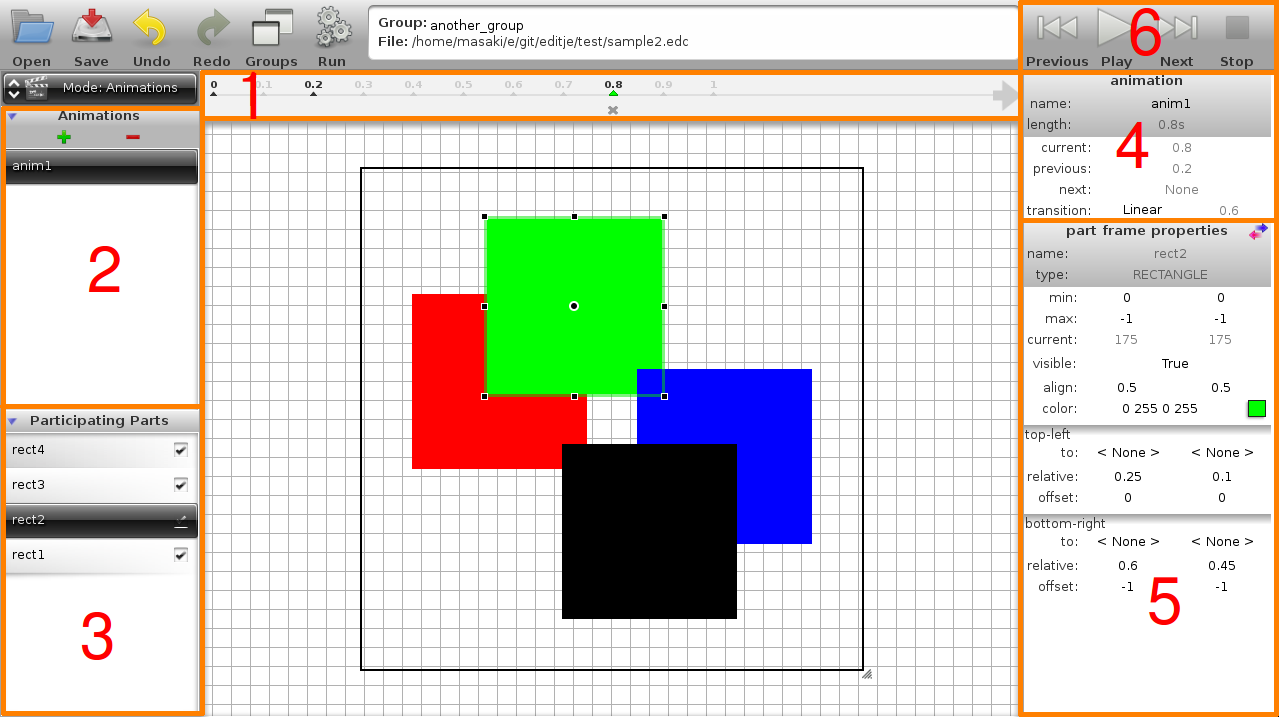 Open Save Undo Redo Groups Run
Group: another_group
File: /home/masaki/e/git/editje/test/sample2.edc
Previous Play Next Stop
6
Mode: Animations
0 0.1 0.2 0.3 0.4 0.5 0.6 0.7 0.8 0.9 1
1
Animations
anim1
2
Participating Parts
rect4
rect3
rect2
rect1
3
animation
name: anim1
length: 0.8s
current: 0.8
previous: 0.2
next: None
transition: Linear 0.6
4
part frame properties
name: rect2
type: RECTANGLE
min: 0 0
max: -1 -1
current: 175 175
visible: True
align: 0.5 0.5
color: 0 255 0 255
top-left
to: < None > < None >
relative: 0.25 0.1
offset: 0 0
bottom-right
to: < None > < None >
relative: 0.6 0.45
offset: -1 -1
5